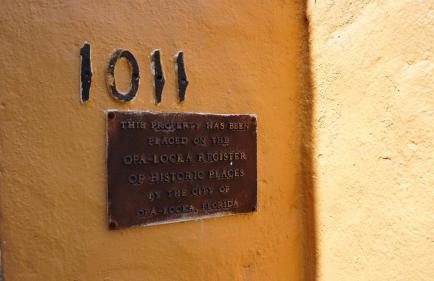 1011
THIS PROPERTY HAS BEEN
PLACED ON THE
OPA-LOCKA REGISTER
OF HISTORIC PLACES
BY THE CITY OF
OPA-LOCKA, FLORIDA